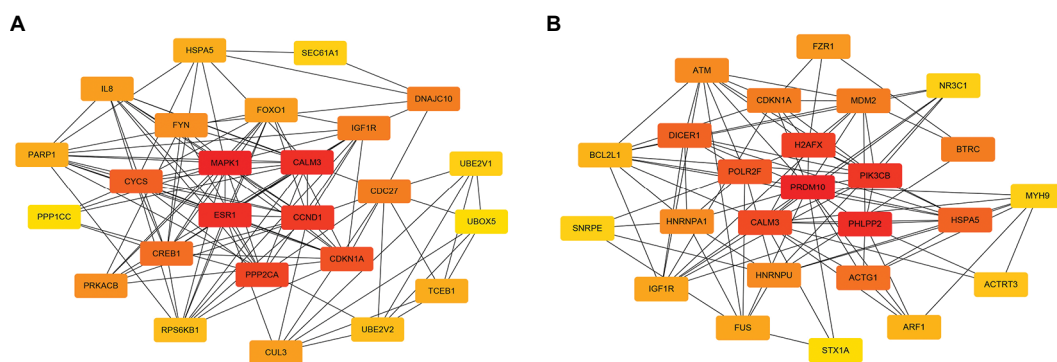 A
HSPA5
SEC61A1
IL8
DNAJC10
FOXO1
FYN
IGF1R
PARP1
MAPK1
CALM3
UBE2V1
CYCS
CDC27
PPP1CC
ESR1
CCND1
UBOX5
CREB1
CDKN1A
PPP2CA
PRKACB
TCEB1
RPS6KB1
UBE2V2
CUL3
B
FZR1
ATM
NR3C1
CDKN1A
MDM2
DICER1
H2AFX
BTRC
BCL2L1
POLR2F
PIK3CB
PRDM10
MYH9
SNRPE
HNRNPA1
CALM3
PHLPP2
HSPA5
IGF1R
HNRNPU
ACTG1
ACTRT3
FUS
ARF1
STX1A